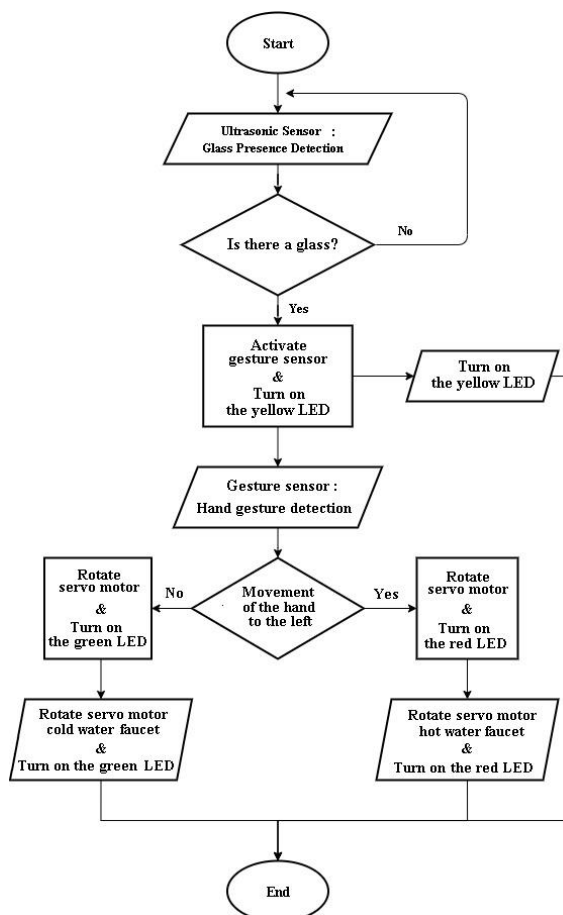 Start
Ultrasonic Sensor :
Glass Presence Detection
Is there a glass?
No
Yes
Activate
gesture sensor
&
Turn on
the yellow LED
Turn on
the yellow LED
Gesture sensor :
Hand gesture detection
Rotate
servo motor
&
Turn on
the green LED
No
Movement
of the hand
to the left
Yes
Rotate
servo motor
&
Turn on
the red LED
Rotate servo motor
cold water faucet
&
Turn on the green LED
Rotate servo motor
hot water faucet
&
Turn on the red LED
End